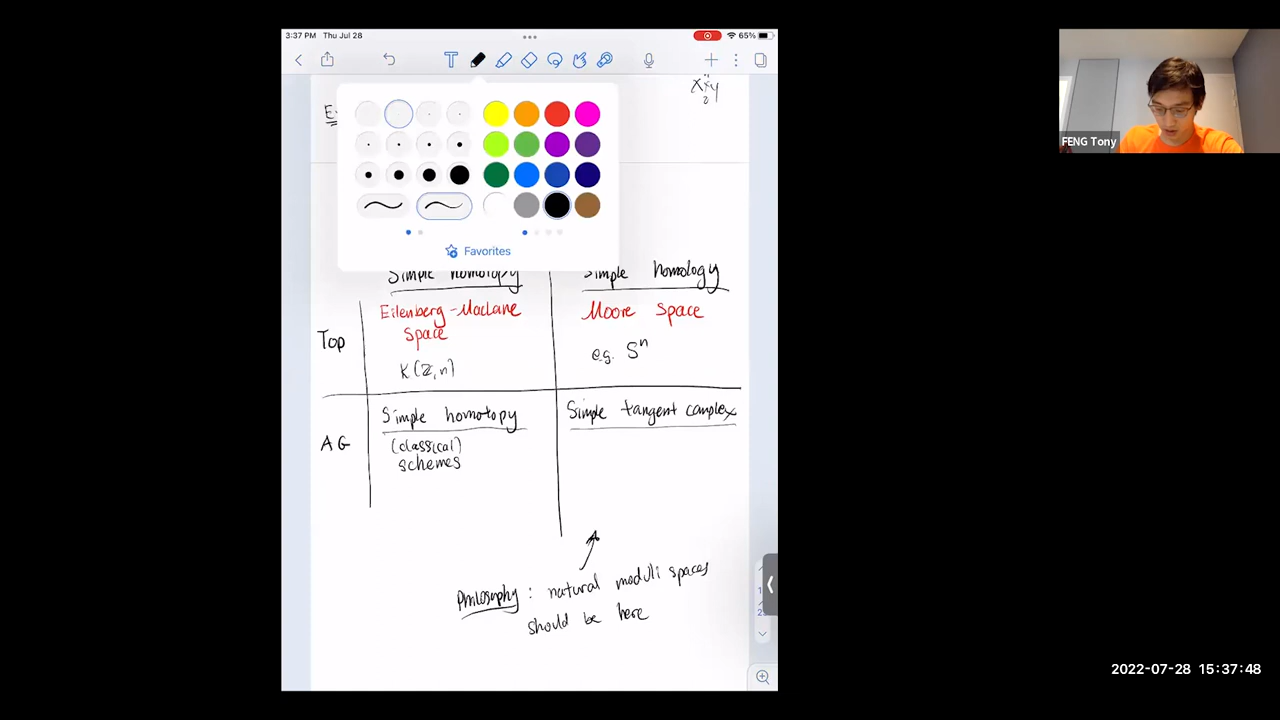 3:37 PM Thu Jul 28
65%
T
Favorites
Simple homotopy
Simple homology
Eilenberg-Maclane
Space
Moore Space
Top
K(ℤ, n)
e.g. Sⁿ
Simple homotopy
Simple tangent complex
AG
(classical)
schemes
Philosophy: natural moduli spaces
should be here
FENG Tony
2022-07-28 15:37:48